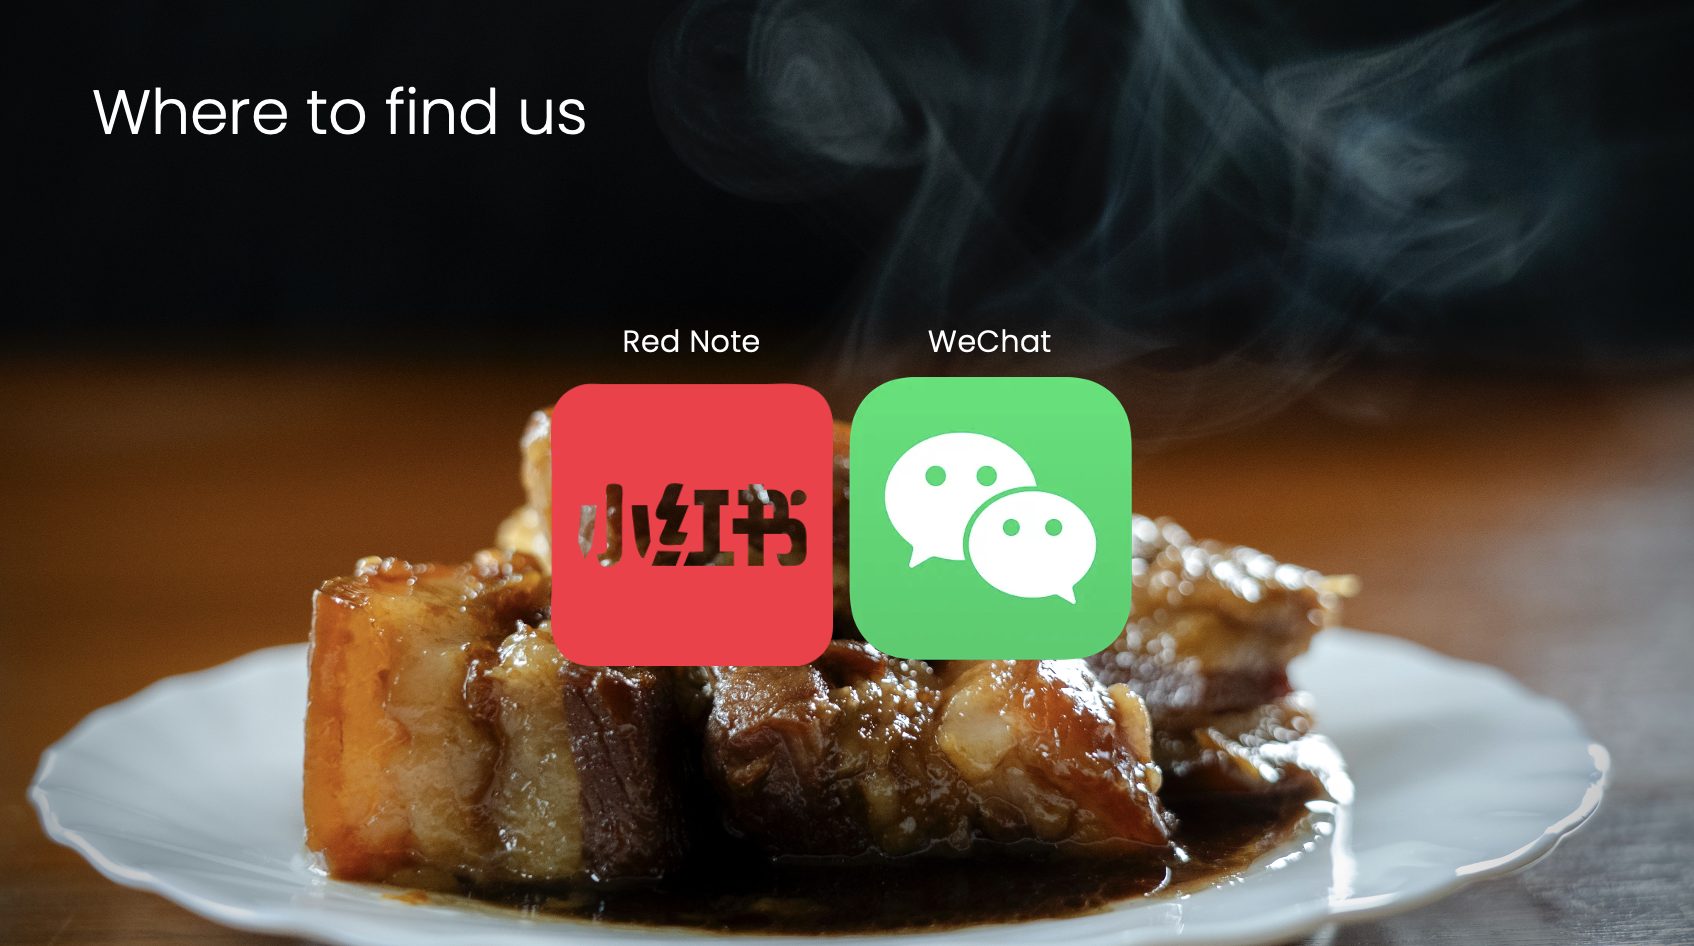 Where to find us
Red Note
WeChat
小红书